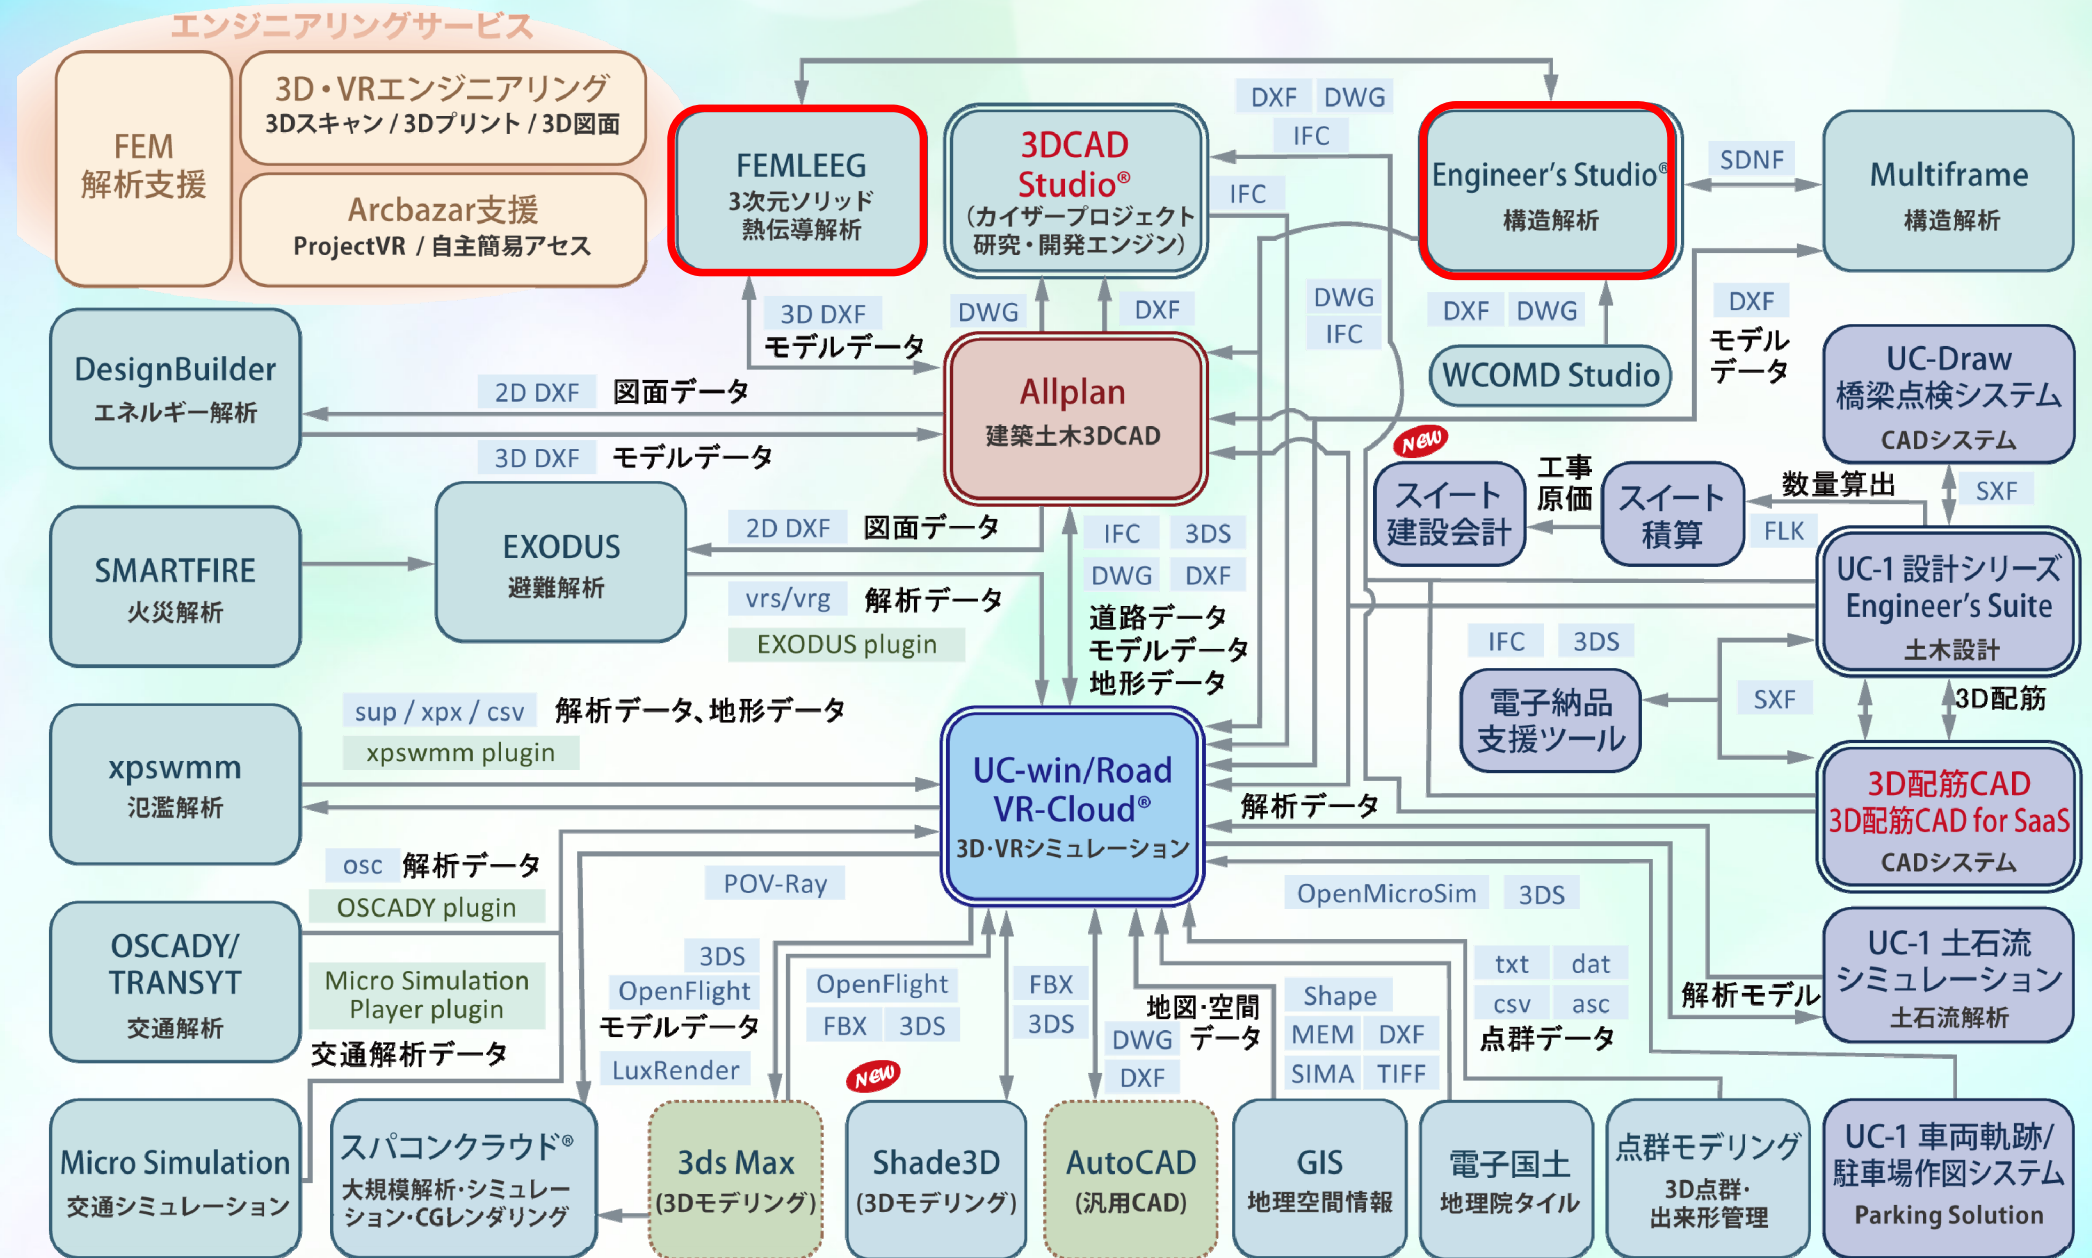 エンジニアリングサービス
FEM
解析支援
3D・VRエンジニアリング
3Dスキャン / 3Dプリント / 3D図面
Arcbazar支援
ProjectVR / 自主簡易アセス
FEMLEEG
3次元ソリッド
熱伝導解析
3DCAD
Studio®
(カイザープロジェクト
研究・開発エンジン)
DXF DWG
IFC
IFC
Engineer's Studio®
構造解析
SDNF
Multiframe
構造解析
3D DXF
モデルデータ
DWG
DXF
DWG
IFC
DXF DWG
WCOMD Studio
DXF
モデル
データ
DesignBuilder
エネルギー解析
2D DXF 図面データ
3D DXF モデルデータ
Allplan
建築土木3DCAD
UC-Draw
橋梁点検システム
CADシステム
NEW
スイート
建設会計
工事
原価
スイート
積算
数量算出
FLK
SXF
SMARTFIRE
火災解析
EXODUS
避難解析
2D DXF 図面データ
vrs/vrg 解析データ
EXODUS plugin
IFC 3DS
DWG DXF
道路データ
モデルデータ
地形データ
UC-1 設計シリーズ
Engineer's Suite
土木設計
IFC 3DS
電子納品
支援ツール
SXF
3D配筋
xpswmm
氾濫解析
sup / xpx / csv 解析データ、地形データ
xpswmm plugin
UC-win/Road
VR-Cloud®
3D・VRシミュレーション
解析データ
3D配筋CAD
3D配筋CAD for SaaS
CADシステム
osc 解析データ
OSCADY plugin
POV-Ray
OpenMicroSim 3DS
OSCADY/
TRANSYT
交通解析
Micro Simulation
Player plugin
交通解析データ
3DS
OpenFlight
モデルデータ
LuxRender
OpenFlight
FBX 3DS
FBX
3DS
DWG
DXF
地図・空間
データ
Shape
MEM DXF
SIMA TIFF
txt dat
csv asc
点群データ
解析モデル
UC-1 土石流
シミュレーション
土石流解析
Micro Simulation
交通シミュレーション
スパコンクラウド®
大規模解析・シミュレー
ション・CGレンダリング
3ds Max
(3Dモデリング)
NEW
Shade3D
(3Dモデリング)
AutoCAD
(汎用CAD)
GIS
地理空間情報
電子国土
地理院タイル
点群モデリング
3D点群・
出来形管理
UC-1 車両軌跡/
駐車場作図システム
Parking Solution